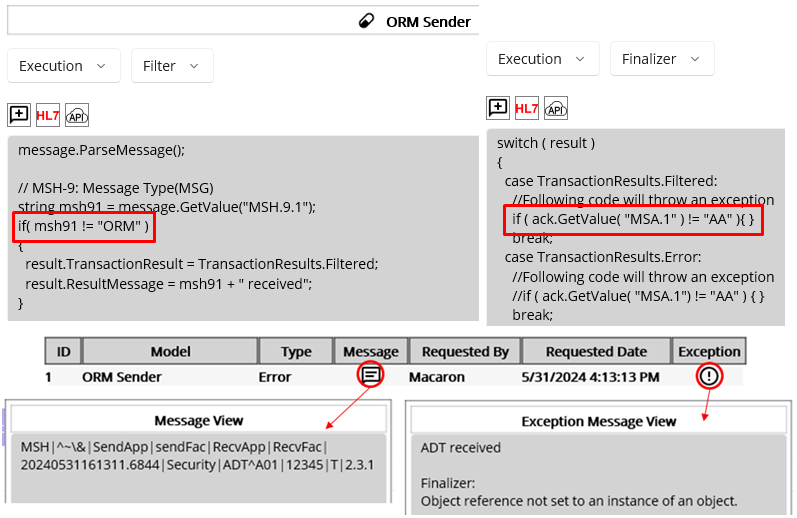 ORM Sender
Execution
Filter
HL7
API
message.ParseMessage();
// MSH-9: Message Type(MSG)
string msh91 = message.GetValue("MSH.9.1");
if( msh91 != "ORM" )
{
result.TransactionResult = TransactionResults.Filtered;
result.ResultMessage = msh91 + " received";
}
Execution
Finalizer
HL7
API
switch ( result )
{
case TransactionResults.Filtered:
//Following code will throw an exception
if ( ack.GetValue( "MSA.1" ) != "AA" ){ }
break;
case TransactionResults.Error:
//Following code will throw an exception
//if ( ack.GetValue( "MSA.1") != "AA" ) { }
break;
ID Model Type Message Requested By Requested Date Exception
1 ORM Sender Error Macaron 5/31/2024 4:13:13 PM
Message View
MSH|^~\&|SendApp|sendFac|RecvApp|RecvFac|
20240531161311.6844|Security|ADT^A01|12345|T|2.3.1
Exception Message View
ADT received
Finalizer:
Object reference not set to an instance of an object.